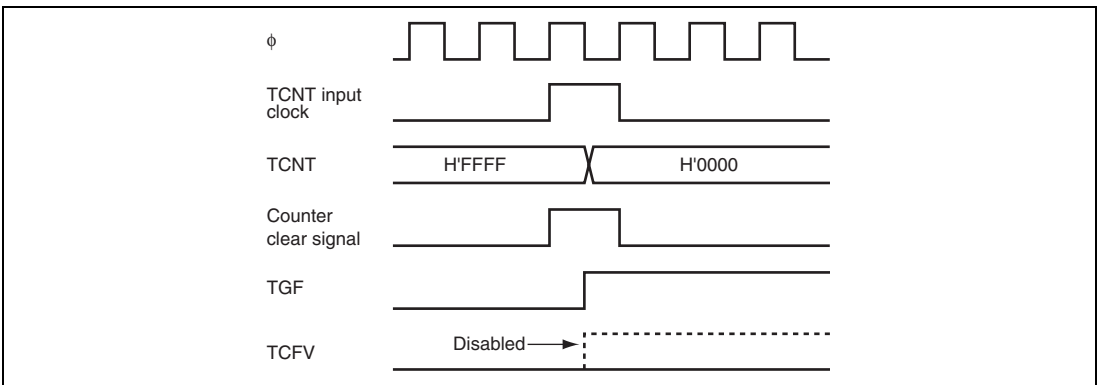 ϕ
TCNT input
clock
TCNT
H'FFFF
H'0000
Counter
clear signal
TGF
Disabled
TCFV